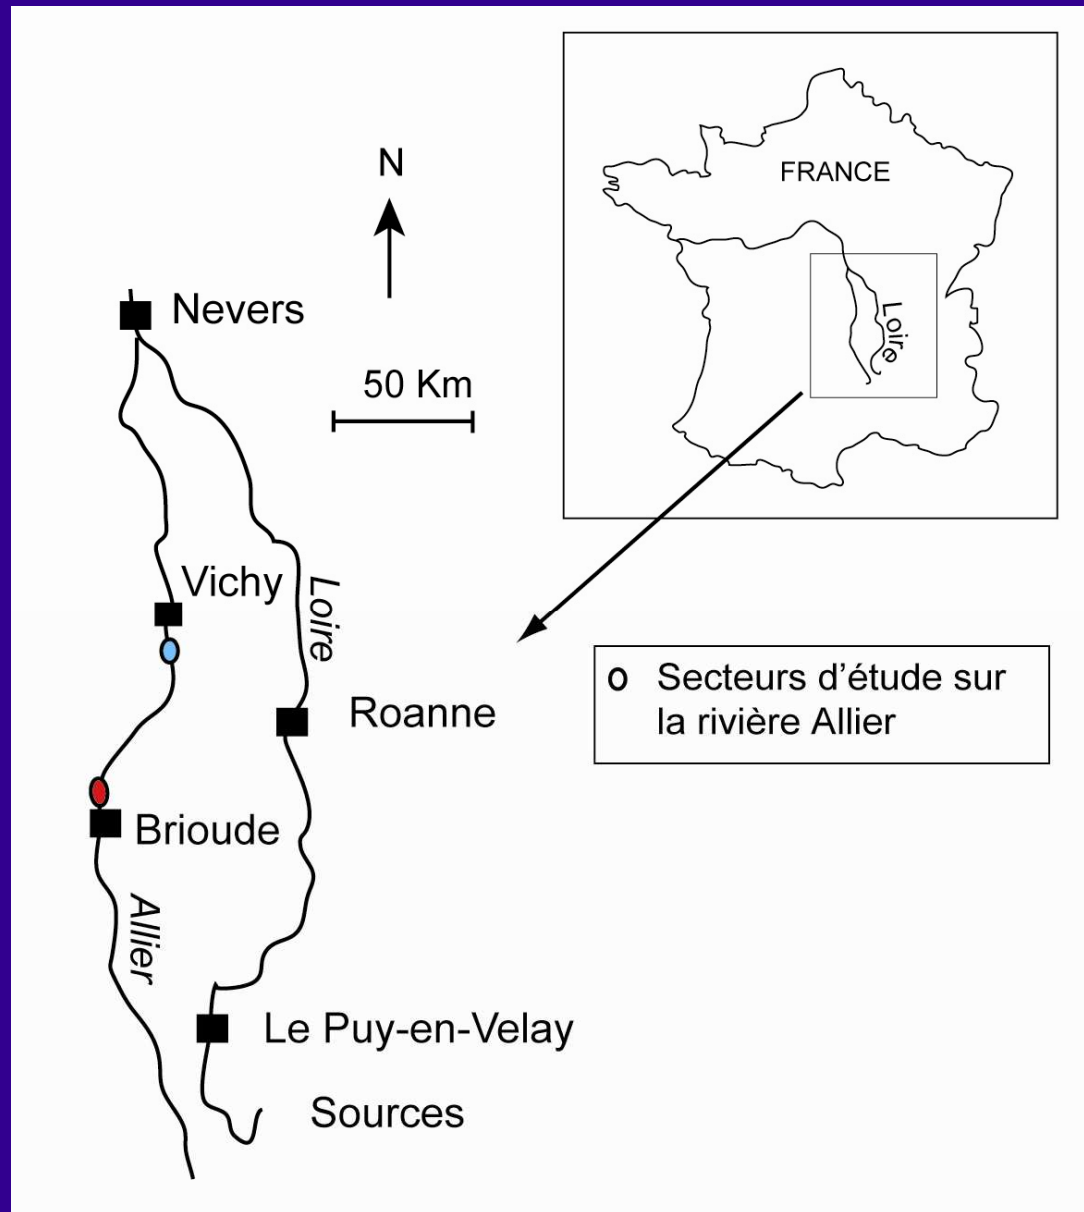 FRANCE
Loire
N
Nevers
50 Km
Vichy
Loire
Secteurs d'étude sur
la rivière Allier
Roanne
Brioude
Allier
Le Puy-en-Velay
Sources